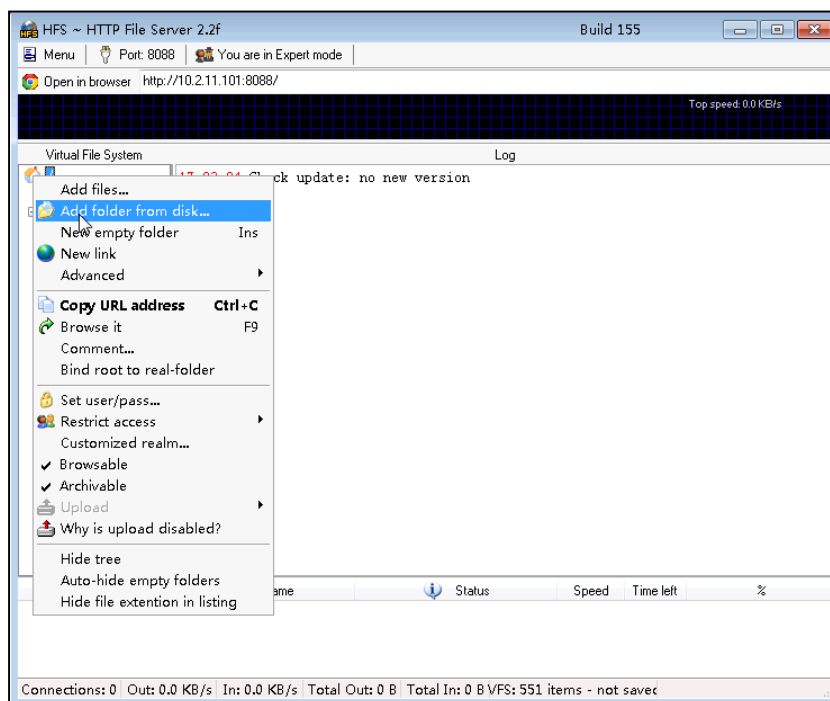 HFS ~ HTTP File Server 2.2f Build 155
Menu Port: 8088 You are in Expert mode
Open in browser http://10.2.11.101:8088/
Top speed: 0.0 KB/s
Virtual File System Log
Check update: no new version
Add files...
Add folder from disk...
New empty folder Ins
New link
Advanced
Copy URL address Ctrl+C
Browse it F9
Comment...
Bind root to real-folder
Set user/pass...
Restrict access
Customized realm...
Browsable
Archivable
Upload
Why is upload disabled?
Hide tree
Auto-hide empty folders
Hide file extention in listing
Status Speed Time left %
Connections: 0 Out: 0.0 KB/s In: 0.0 KB/s Total Out: 0 B Total In: 0 B VFS: 551 items - not saved